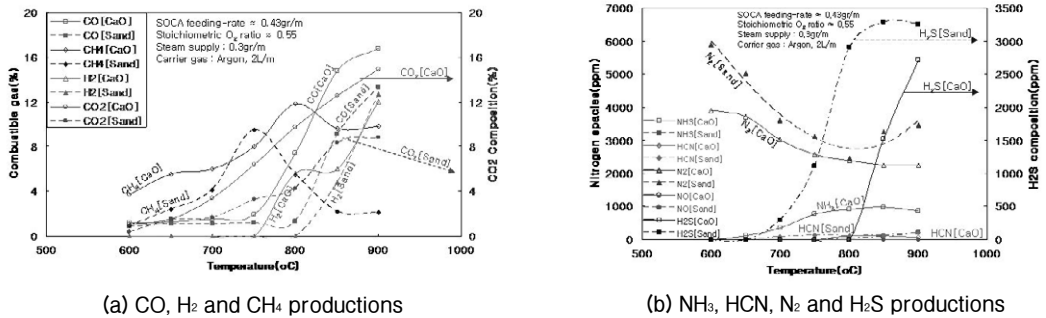 20
16
12
8
4
0
Combustible gas(%)
CO[CaO]
CO[Sand]
CH4[CaO]
CH4[Sand]
H2[CaO]
H2[Sand]
CO2[CaO]
CO2[Sand]
SOCA feeding-rate ≈ 0.43gr/m
Stoichiometric O2 ratio ≈ 0.55
Steam supply : 0.3gr/m
Carrier gas : Argon, 2L/m
CO2[CaO]
CO[CaO]
CO[Sand]
CO2[Sand]
CH4[CaO]
CH4[Sand]
H2[CaO]
H2[Sand]
20
16
12
8
4
0
CO2 Composition(%)
500 600 700 800 900 1000
Temperature(oC)
(a) CO, H2 and CH4 productions
7000
6000
5000
4000
3000
2000
1000
0
Nitrogen spacies(ppm)
SOCA feeding-rate ≈ 0.43gr/m
Stoichiometric O2 ratio ≈ 0.55
Steam supply : 0.3gr/m
Carrier gas : Argon, 2L/m
H2S[Sand]
N2[Sand]
H2S[CaO]
N2[CaO]
NH3[CaO]
NH3[Sand]
HCN[CaO]
HCN[Sand]
N2[CaO]
N2[Sand]
NO[CaO]
NO[Sand]
H2S[CaO]
H2S[Sand]
NH3[CaO]
HCN[Sand]
HCN[CaO]
3500
3000
2500
2000
1500
1000
500
0
H2S composition(ppm)
500 600 700 800 900 1000
Temperature(oC)
(b) NH3, HCN, N2 and H2S productions